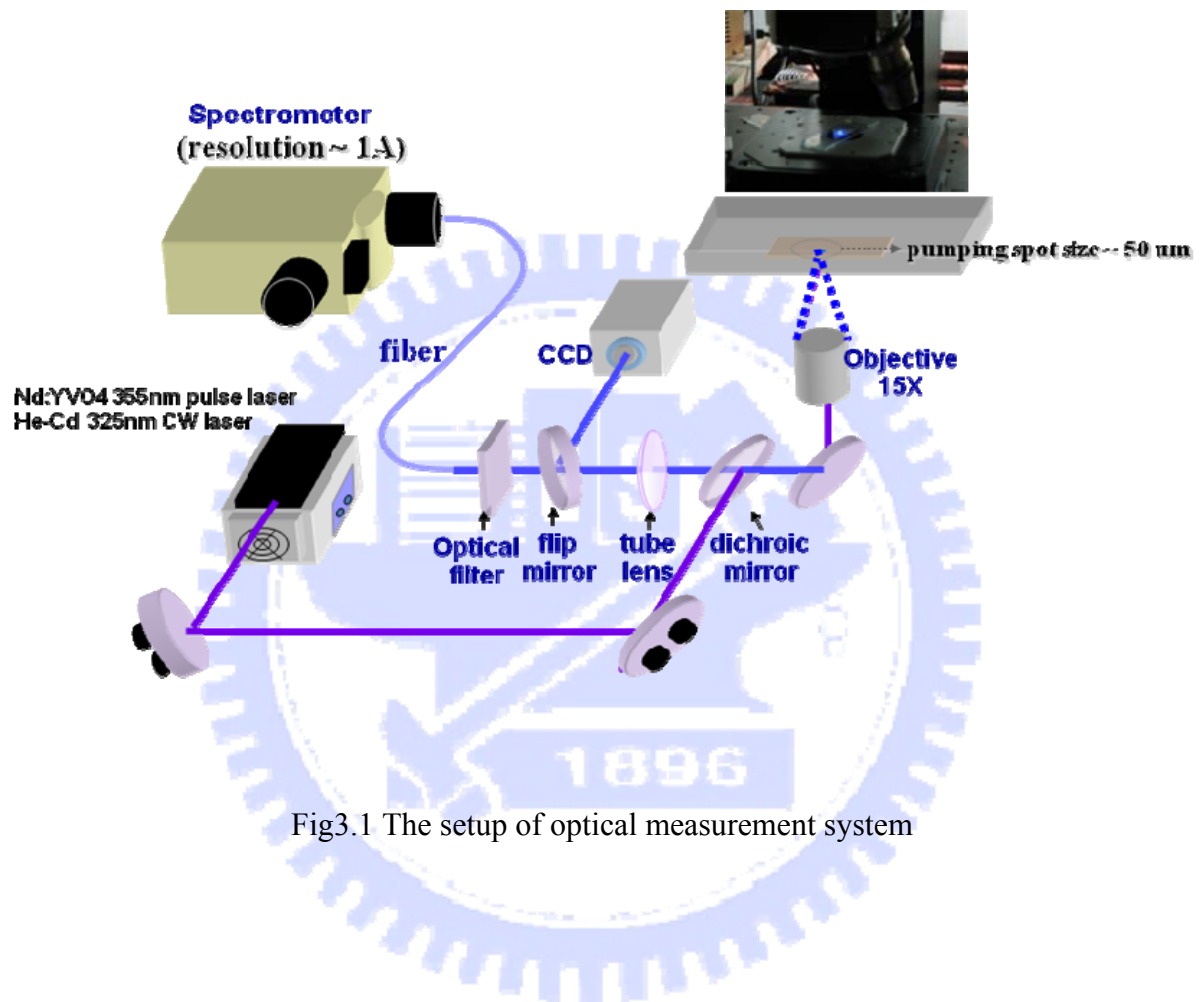 Spectrometer
(resolution ~ 1A)
pumping spot size~ 50 um
fiber
CCD
Objective
15X
Nd:YVO4 355nm pulse laser
He-Cd 325nm CW laser
Optical
filter
flip
mirror
tube
lens
dichroic
mirror
1896
Fig3.1 The setup of optical measurement system